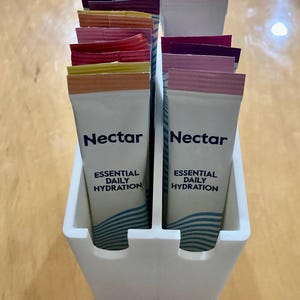 Nectar
ESSENTIAL
DAILY
HYDRATION
Nectar
ESSENTIAL
DAILY
HYDRATION